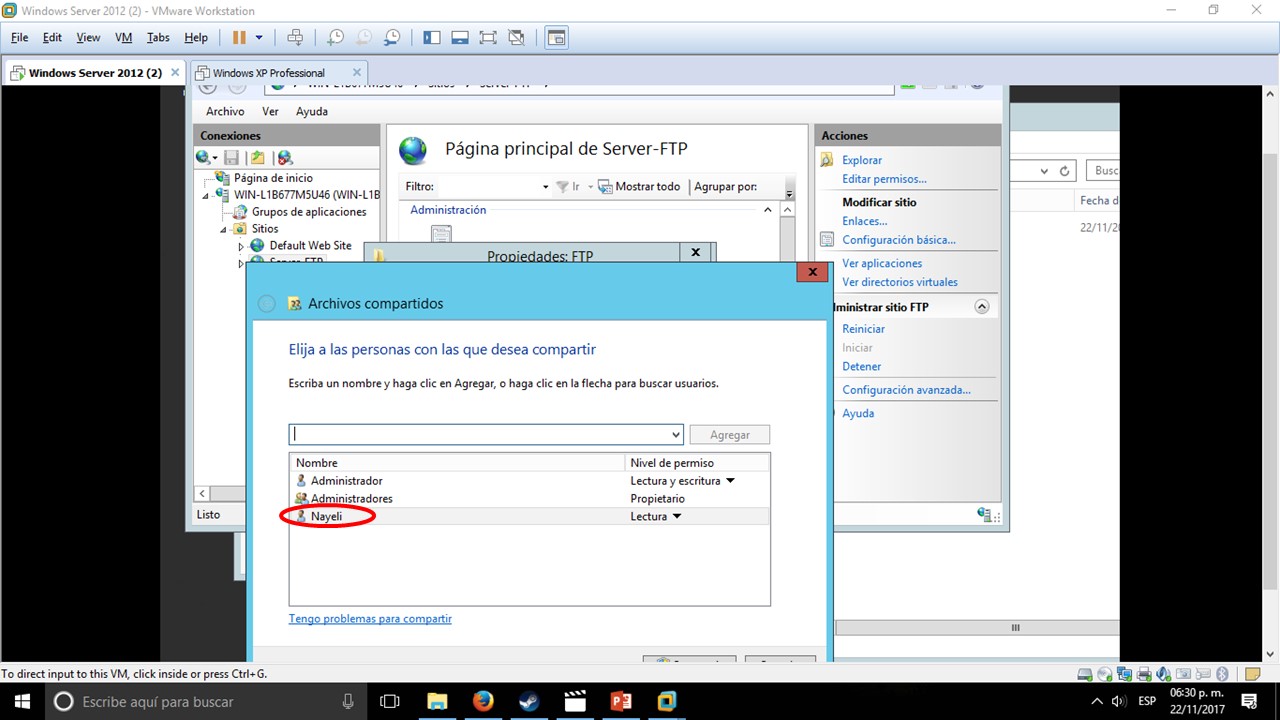 Windows Server 2012 (2) - VMware Workstation
File Edit View VM Tabs Help
Windows Server 2012 (2) Windows XP Professional
Archivo Ver Ayuda
Conexiones
Página de inicio
WIN-L1B677M5U46 (WIN-L1B
Grupos de aplicaciones
Sitios
Default Web Site
Server-FTP
Listo
Página principal de Server-FTP
Filtro: Ir Mostrar todo Agrupar por:
Administración
Acciones
Explorar
Editar permisos...
Modificar sitio
Enlaces...
Configuración básica...
Ver aplicaciones
Ver directorios virtuales
ministrar sitio FTP
Reiniciar
Iniciar
Detener
Configuración avanzada...
Ayuda
Busc
Fecha d
22/11/20
Propiedades: FTP
Archivos compartidos
Elija a las personas con las que desea compartir
Escriba un nombre y haga clic en Agregar, o haga clic en la flecha para buscar usuarios.
Agregar
Nombre Nivel de permiso
Administrador Lectura y escritura
Administradores Propietario
Nayeli Lectura
Tengo problemas para compartir
To direct input to this VM, click inside or press Ctrl+G.
Escribe aquí para buscar
ESP
06:30 p. m.
22/11/2017